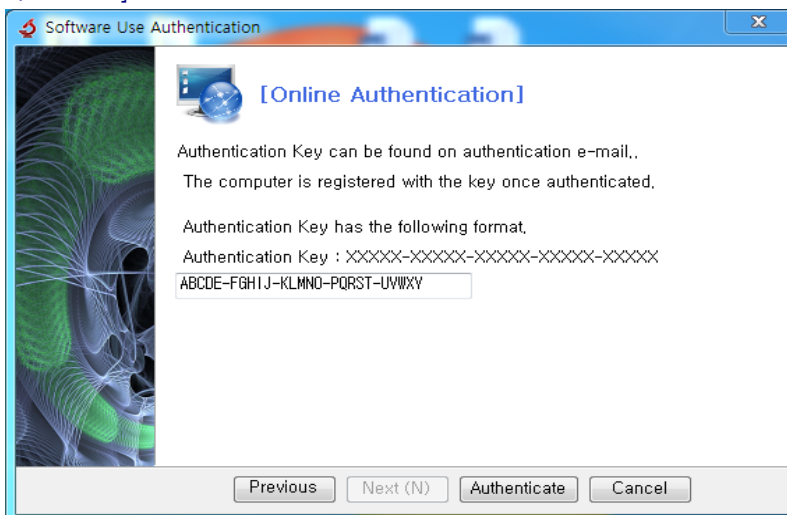 Software Use Authentication
[Online Authentication]
Authentication Key can be found on authentication e-mail,,
The computer is registered with the key once authenticated,
Authentication Key has the following format,
Authentication Key : XXXXX-XXXXX-XXXXX-XXXXX-XXXXX
ABCDE-FGHIJ-KLMNO-PQRST-UVWXY
Previous Next (N) Authenticate Cancel